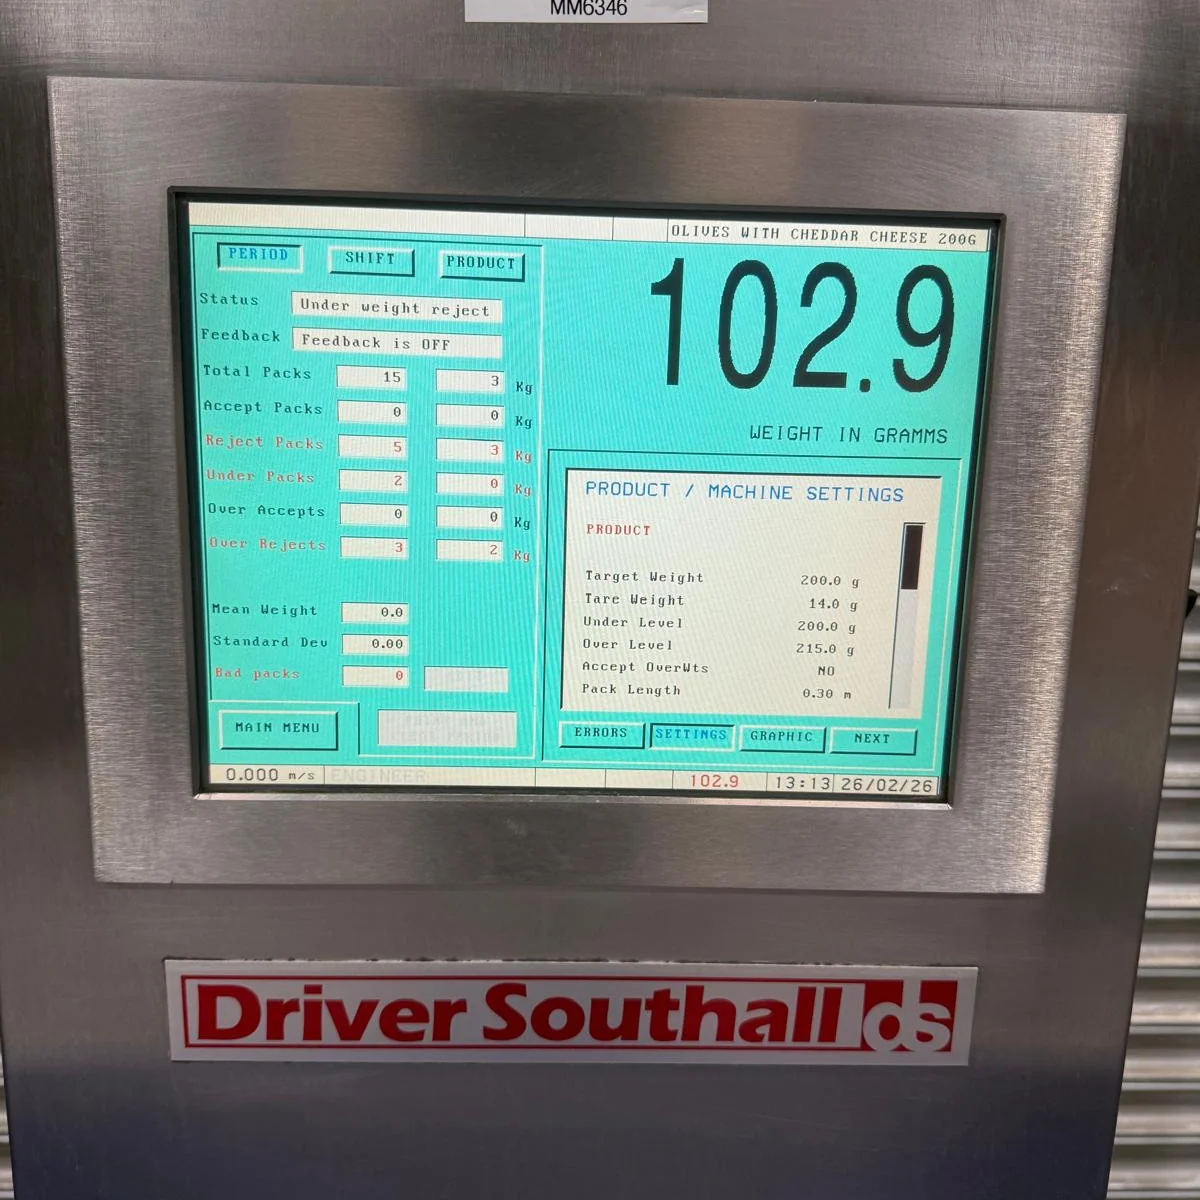 MM6346
OLIVES WITH CHEDDAR CHEESE 200G
PERIOD SHIFT PRODUCT
Status Under weight reject
Feedback Feedback is OFF
Total Packs 15 3 Kg
Accept Packs 0 0 Kg
Reject Packs 5 3 Kg
Under Packs 2 0 Kg
Over Accepts 0 0 Kg
Over Rejects 3 2 Kg
Mean Weight 0.0
Standard Dev 0.00
Bad packs 0
MAIN MENU
102.9
WEIGHT IN GRAMMS
PRODUCT / MACHINE SETTINGS
PRODUCT
Target Weight 200.0 g
Tare Weight 14.0 g
Under Level 200.0 g
Over Level 215.0 g
Accept OverWts NO
Pack Length 0.30 m
ERRORS SETTINGS GRAPHIC NEXT
0.000 m/s ENGINEER 102.9 13:13 26/02/26
Driver Southall ds